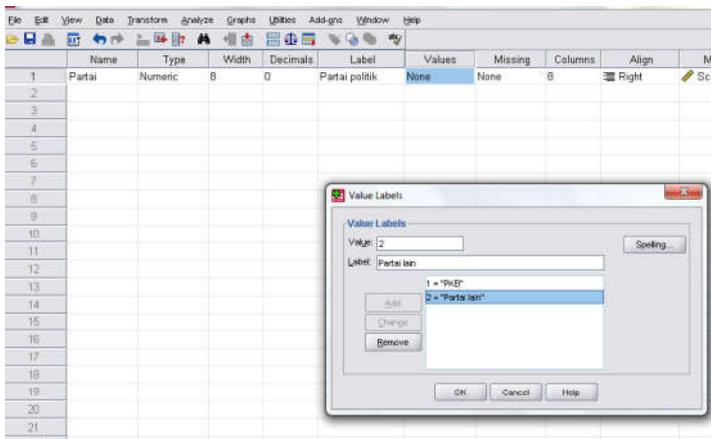 File Edit View Data Transform Analyze Graphs Utilities Add-ons Window Help
Name Type Width Decimals Label Values Missing Columns Align M
1 Partai Numeric 8 0 Partai politik None None 8 Right Sc
2
3
4
5
6
7
8
9
10
11
12
13
14
15
16
17
18
19
20
21
Value Labels
Value Labels
Value: 2
Spelling...
Label: Partai lain
1 = "PKB"
Add
2 = "Partai lain"
Change
Remove
OK Cancel Help